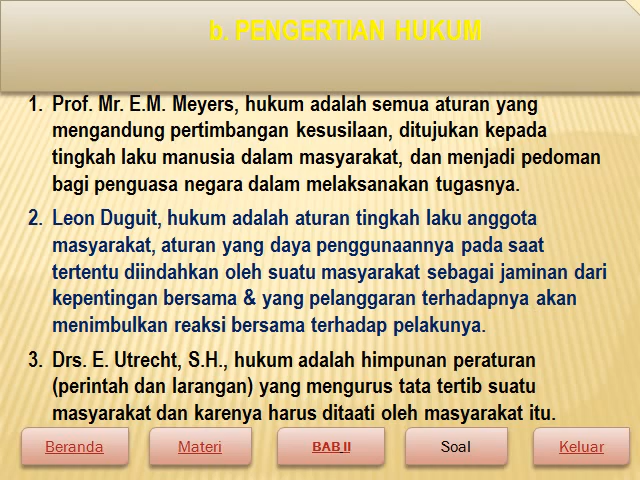 b. PENGERTIAN HUKUM
1. Prof. Mr. E.M. Meyers, hukum adalah semua aturan yang
mengandung pertimbangan kesusilaan, ditujukan kepada
tingkah laku manusia dalam masyarakat, dan menjadi pedoman
bagi penguasa negara dalam melaksanakan tugasnya.
2. Leon Duguit, hukum adalah aturan tingkah laku anggota
masyarakat, aturan yang daya penggunaannya pada saat
tertentu diindahkan oleh suatu masyarakat sebagai jaminan dari
kepentingan bersama & yang pelanggaran terhadapnya akan
menimbulkan reaksi bersama terhadap pelakunya.
3. Drs. E. Utrecht, S.H., hukum adalah himpunan peraturan
(perintah dan larangan) yang mengurus tata tertib suatu
masyarakat dan karenya harus ditaati oleh masyarakat itu.
Beranda Materi BAB II Soal Keluar